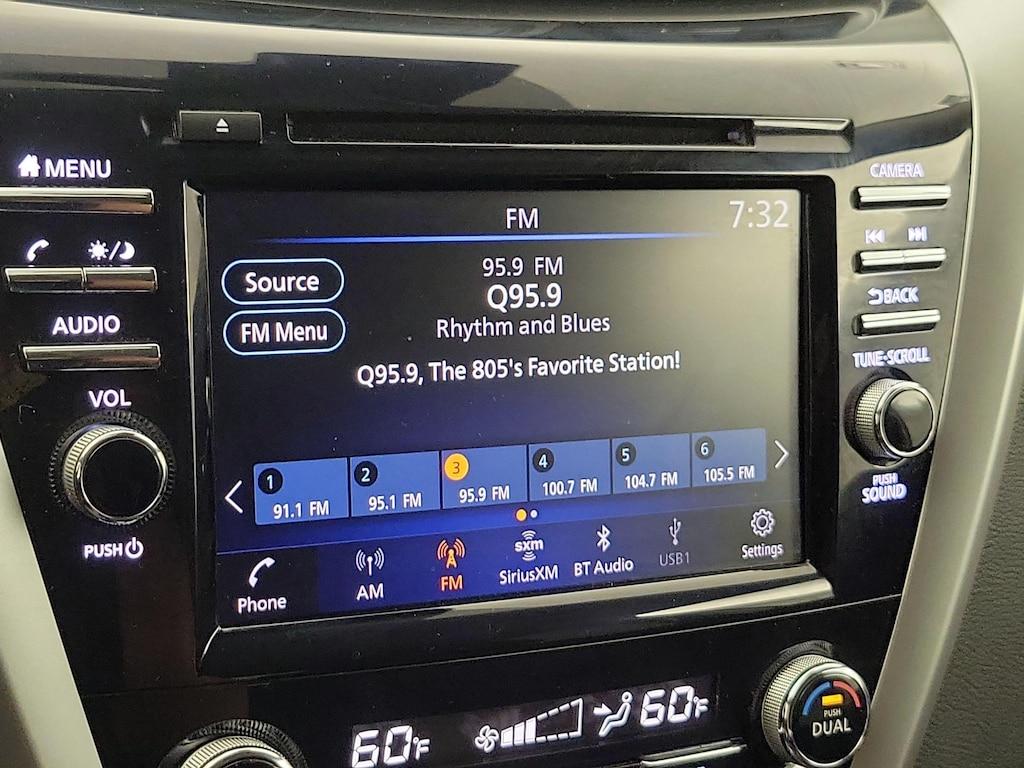 MENU
CAMERA
FM
7:32
Source
95.9 FM
Q95.9
FM Menu
Rhythm and Blues
Q95.9, The 805's Favorite Station!
AUDIO
BACK
VOL
TUNE·SCROLL
PUSH
SOUND
PUSH
1
91.1 FM
2
95.1 FM
3
95.9 FM
4
100.7 FM
5
104.7 FM
6
105.5 FM
Phone
AM
FM
sxm
SiriusXM
BT Audio
USB1
Settings
60°F
60°F
PUSH
DUAL